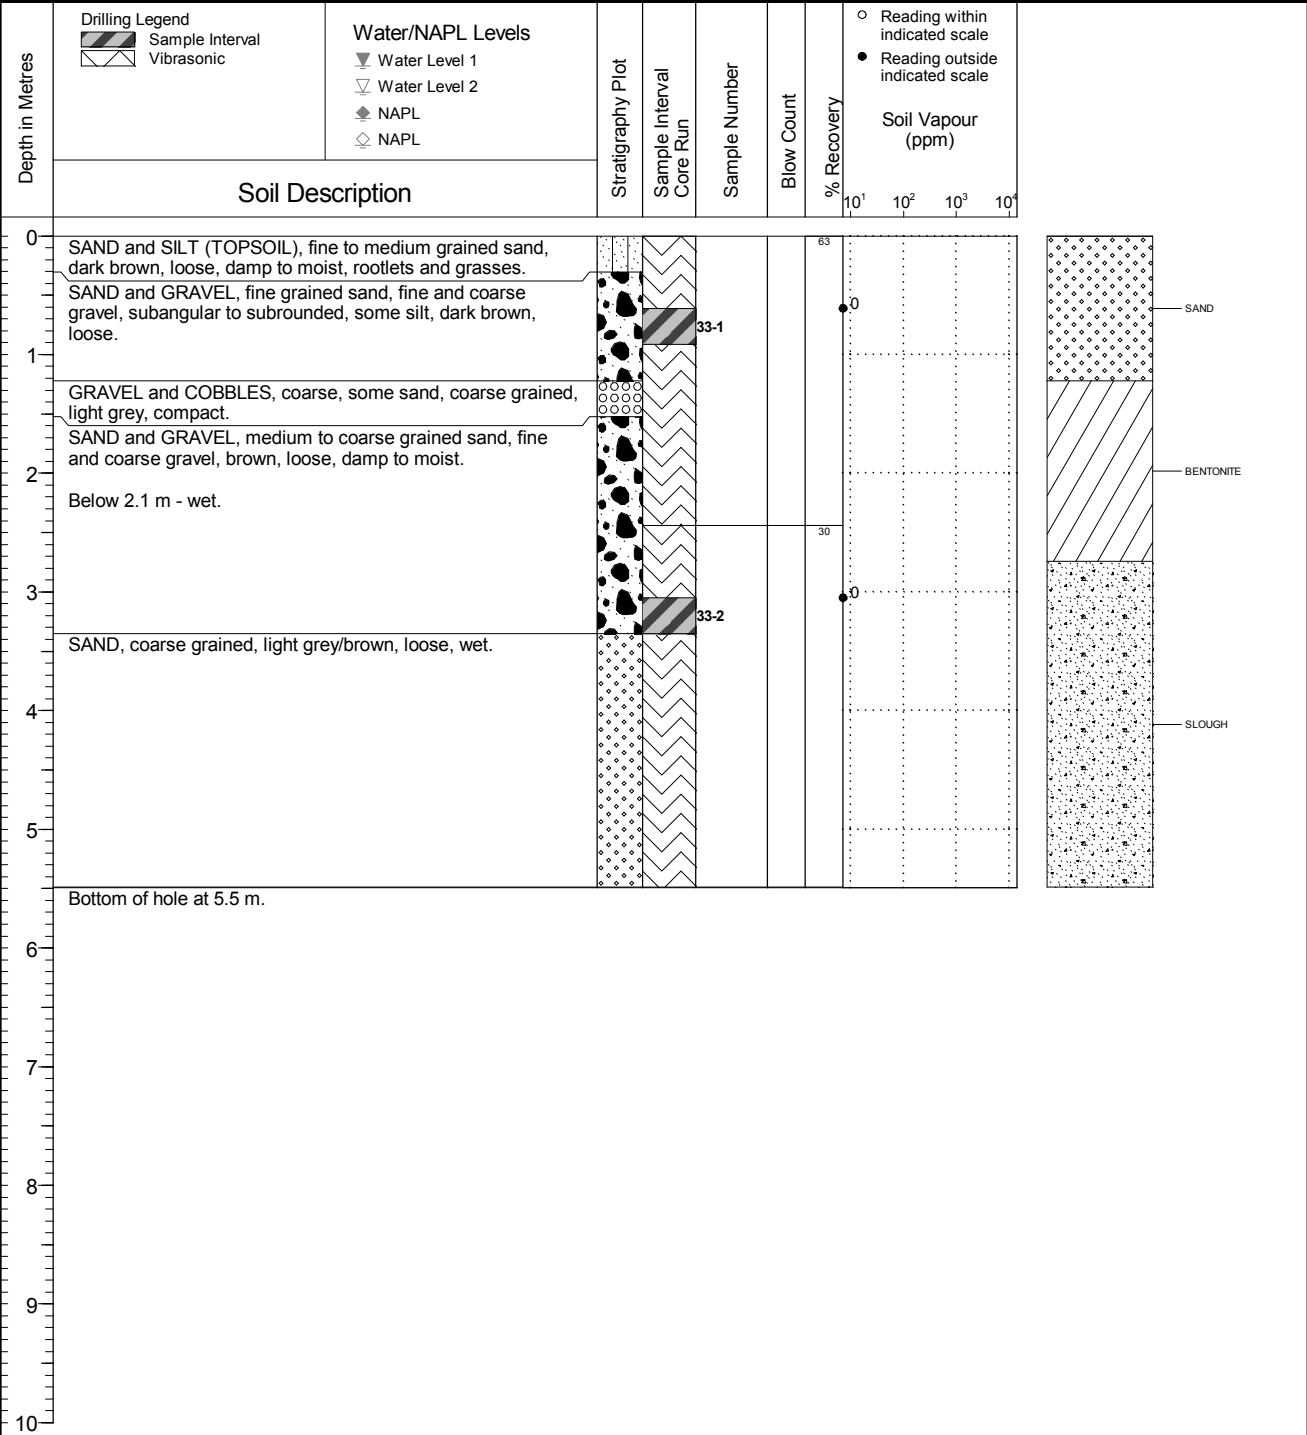 Depth in Metres
Drilling Legend
Sample Interval
Vibrasonic
Water/NAPL Levels
Water Level 1
Water Level 2
NAPL
NAPL
Soil Description
Stratigraphy Plot
Sample Interval
Core Run
Sample Number
Blow Count
% Recovery
Reading within
indicated scale
Reading outside
indicated scale
Soil Vapour
(ppm)
10¹ 10² 10³ 10⁴
0
SAND and SILT (TOPSOIL), fine to medium grained sand,
dark brown, loose, damp to moist, rootlets and grasses.
63
SAND and GRAVEL, fine grained sand, fine and coarse
gravel, subangular to subrounded, some silt, dark brown,
loose.
33-1
0
SAND
1
GRAVEL and COBBLES, coarse, some sand, coarse grained,
light grey, compact.
SAND and GRAVEL, medium to coarse grained sand, fine
and coarse gravel, brown, loose, damp to moist.
2
BENTONITE
Below 2.1 m - wet.
30
3
33-2
0
SAND, coarse grained, light grey/brown, loose, wet.
4
SLOUGH
5
Bottom of hole at 5.5 m.
6
7
8
9
10